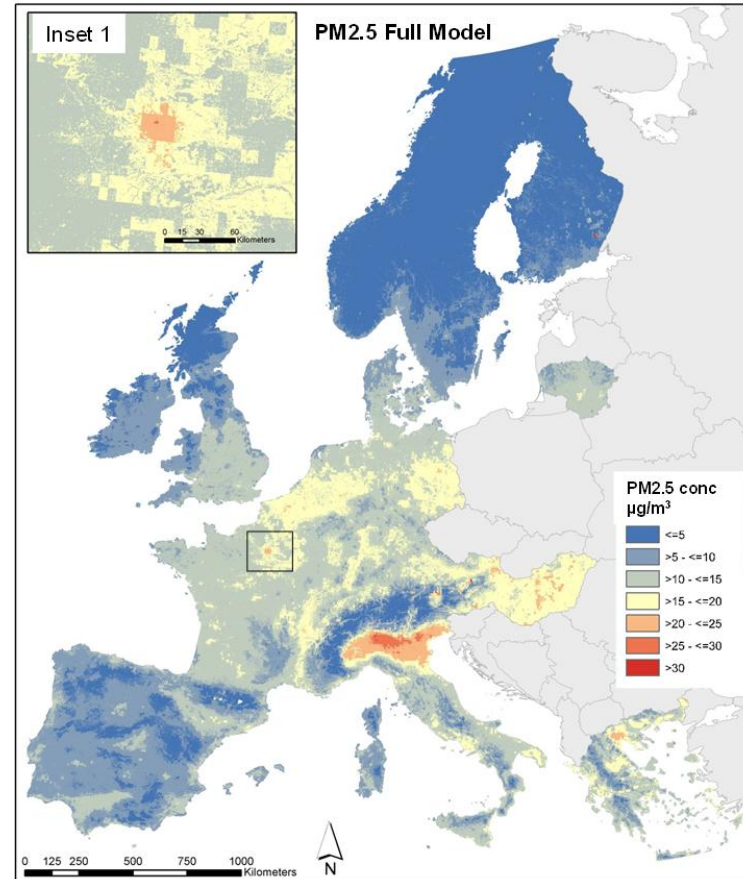 Inset 1
PM2.5 Full Model
0 15 30 60
Kilometers
PM2.5 conc
µg/m³
<=5
>5 - <=10
>10 - <=15
>15 - <=20
>20 - <=25
>25 - <=30
>30
0 125 250 500 750 1000
Kilometers
N